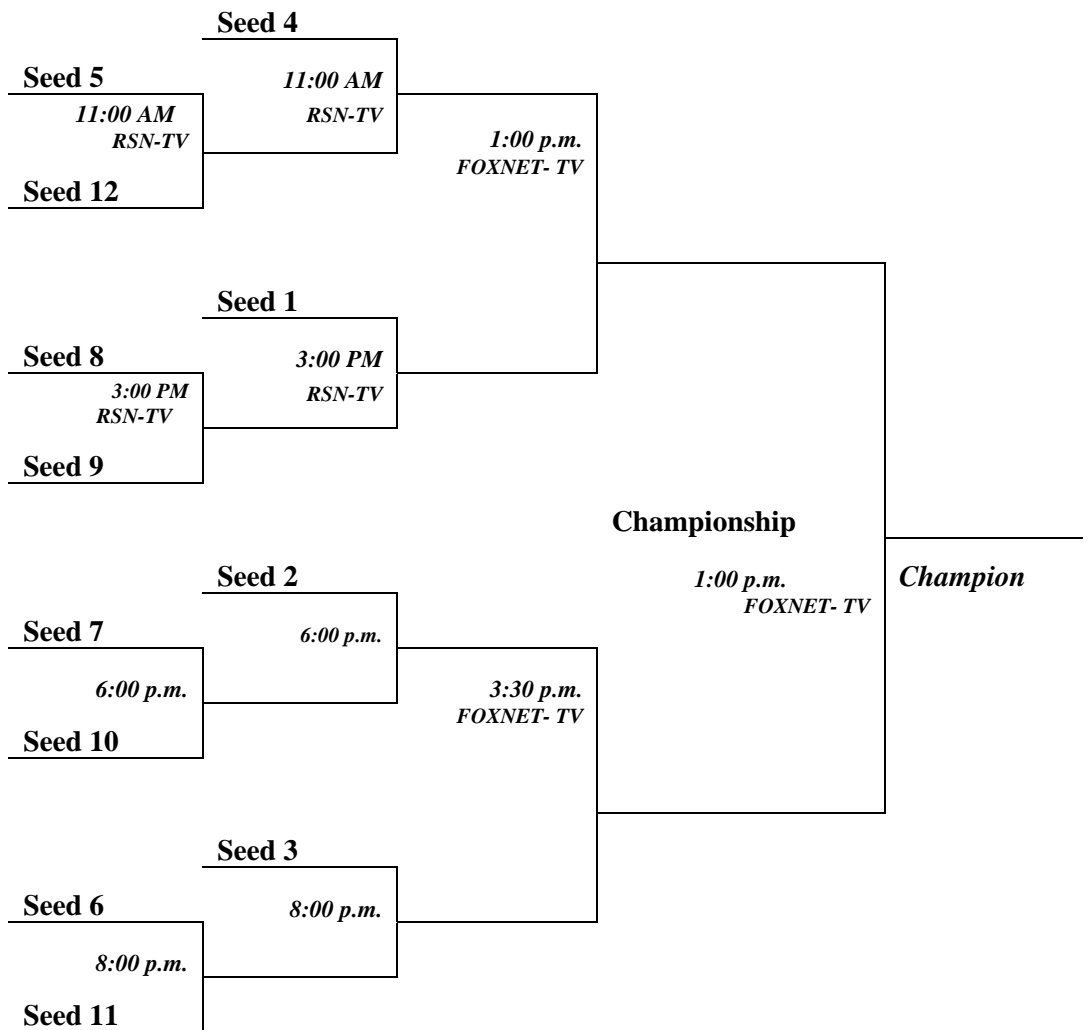 Seed 4
Seed 5
11:00 AM
RSN-TV
11:00 AM
RSN-TV
Seed 12
1:00 p.m.
FOXNET- TV
Seed 1
Seed 8
3:00 PM
RSN-TV
3:00 PM
RSN-TV
Seed 9
Championship
1:00 p.m.
FOXNET- TV
Champion
Seed 2
Seed 7
6:00 p.m.
6:00 p.m.
Seed 10
3:30 p.m.
FOXNET- TV
Seed 3
Seed 6
8:00 p.m.
8:00 p.m.
Seed 11